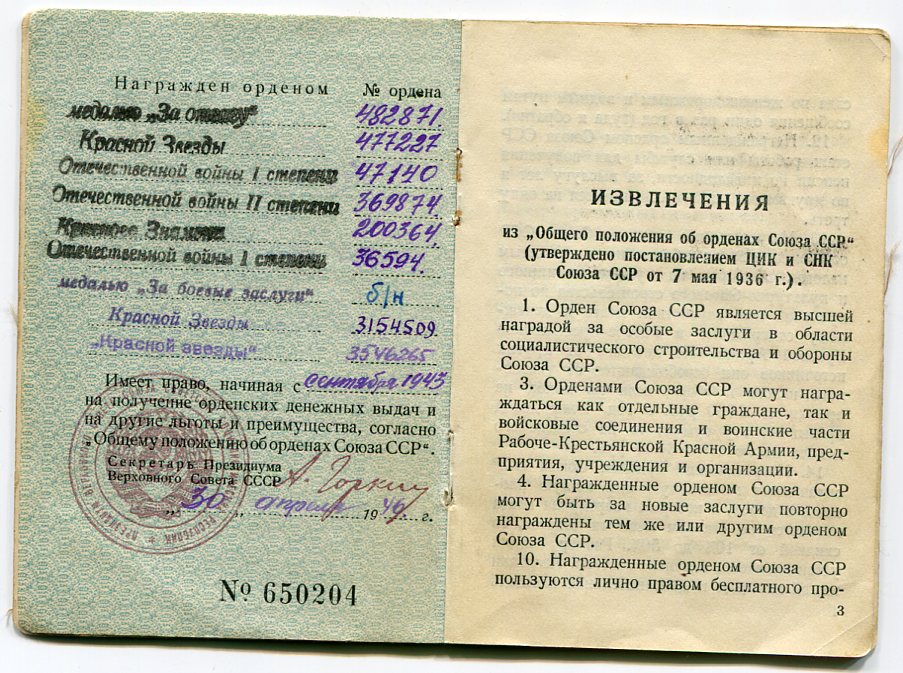 Награжден орденом № ордена
медалью „За отвагу“ 482871.
Красной Звезды 477227
Отечественной войны I степени 47140
Отечественной войны II степени 369874
Красного Знамени 200364
Отечественной войны I степени 36594.
медалью „За боевые заслуги“ б/н
Красной Звезды 3154509.
„Красной звезды“ 3546265
Имеет право, начиная с сентября 1943
на получение орденских денежных выдач и
на другие льготы и преимущества, согласно
„Общему положению об орденах Союза ССР“.
Секретарь Президиума
Верховного Совета СССР А. Горкин
„30“ апреля 1946 г.
№ 650204
ИЗВЛЕЧЕНИЯ
из „Общего положения об орденах Союза ССР“
(утверждено постановлением ЦИК и СНК
Союза ССР от 7 мая 1936 г.).
1. Орден Союза ССР является высшей
наградой за особые заслуги в области
социалистического строительства и обороны
Союза ССР.
3. Орденами Союза ССР могут награ-
ждаться как отдельные граждане, так и
войсковые соединения и воинские части
Рабоче-Крестьянской Красной Армии, пред-
приятия, учреждения и организации.
4. Награжденные орденом Союза ССР
могут быть за новые заслуги повторно
награждены тем же или другим орденом
Союза ССР.
10. Награжденные орденом Союза ССР
пользуются лично правом бесплатного про-
3